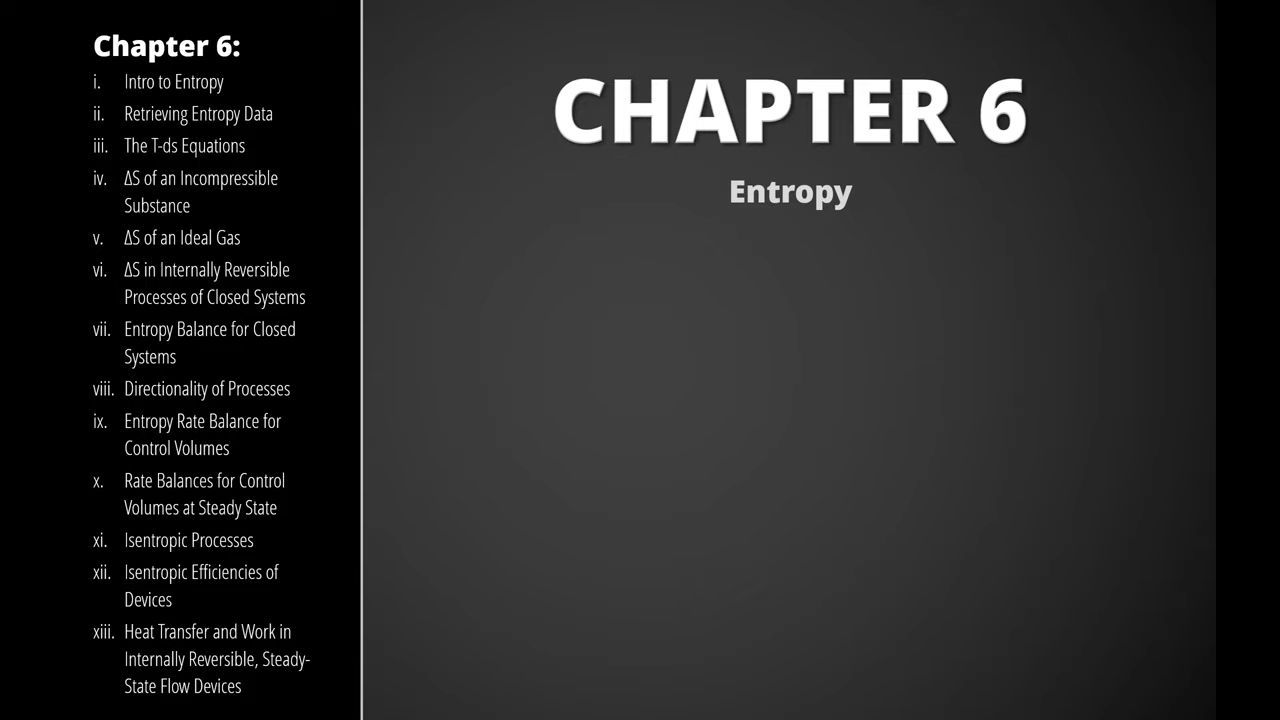 Chapter 6:
i. Intro to Entropy
ii. Retrieving Entropy Data
iii. The T-ds Equations
iv. ΔS of an Incompressible
Substance
v. ΔS of an Ideal Gas
vi. ΔS in Internally Reversible
Processes of Closed Systems
vii. Entropy Balance for Closed
Systems
viii. Directionality of Processes
ix. Entropy Rate Balance for
Control Volumes
x. Rate Balances for Control
Volumes at Steady State
xi. Isentropic Processes
xii. Isentropic Efficiencies of
Devices
xiii. Heat Transfer and Work in
Internally Reversible, Steady-
State Flow Devices
CHAPTER 6
Entropy